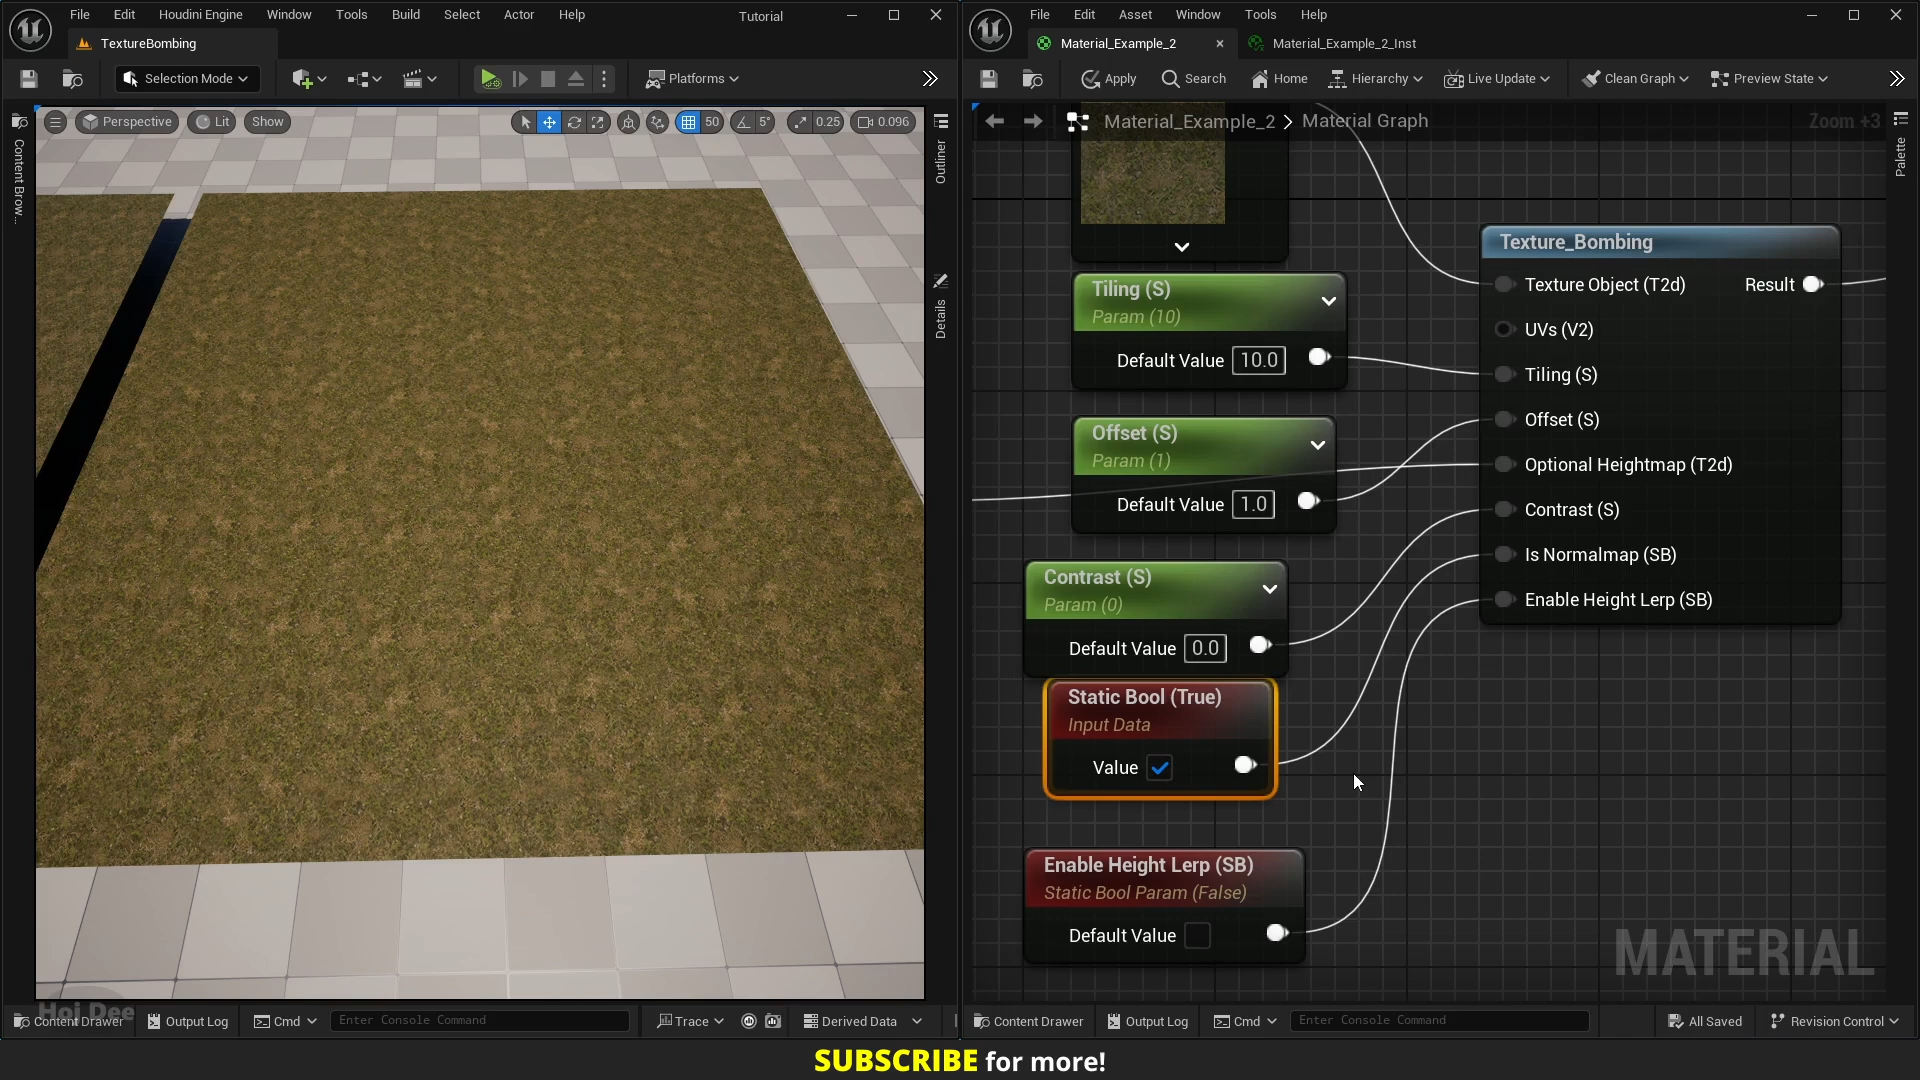 File Edit Houdini Engine Window Tools Build Select Actor Help Tutorial
TextureBombing
Selection Mode Platforms
Perspective Lit Show 50 5° 0.25 0.096
Content Brow...
Outliner
Details
Hoi Dee
Content Drawer Output Log Cmd Enter Console Command Trace Derived Data
File Edit Asset Window Tools Help
Material_Example_2 Material_Example_2_Inst
Apply Search Home Hierarchy Live Update Clean Graph Preview State
Material_Example_2 > Material Graph Zoom +3
Palette
Tiling (S)
Param (10)
Default Value 10.0
Offset (S)
Param (1)
Default Value 1.0
Contrast (S)
Param (0)
Default Value 0.0
Static Bool (True)
Input Data
Value
Enable Height Lerp (SB)
Static Bool Param (False)
Default Value
Texture_Bombing
Texture Object (T2d) Result
UVs (V2)
Tiling (S)
Offset (S)
Optional Heightmap (T2d)
Contrast (S)
Is Normalmap (SB)
Enable Height Lerp (SB)
MATERIAL
Content Drawer Output Log Cmd Enter Console Command All Saved Revision Control
SUBSCRIBE for more!